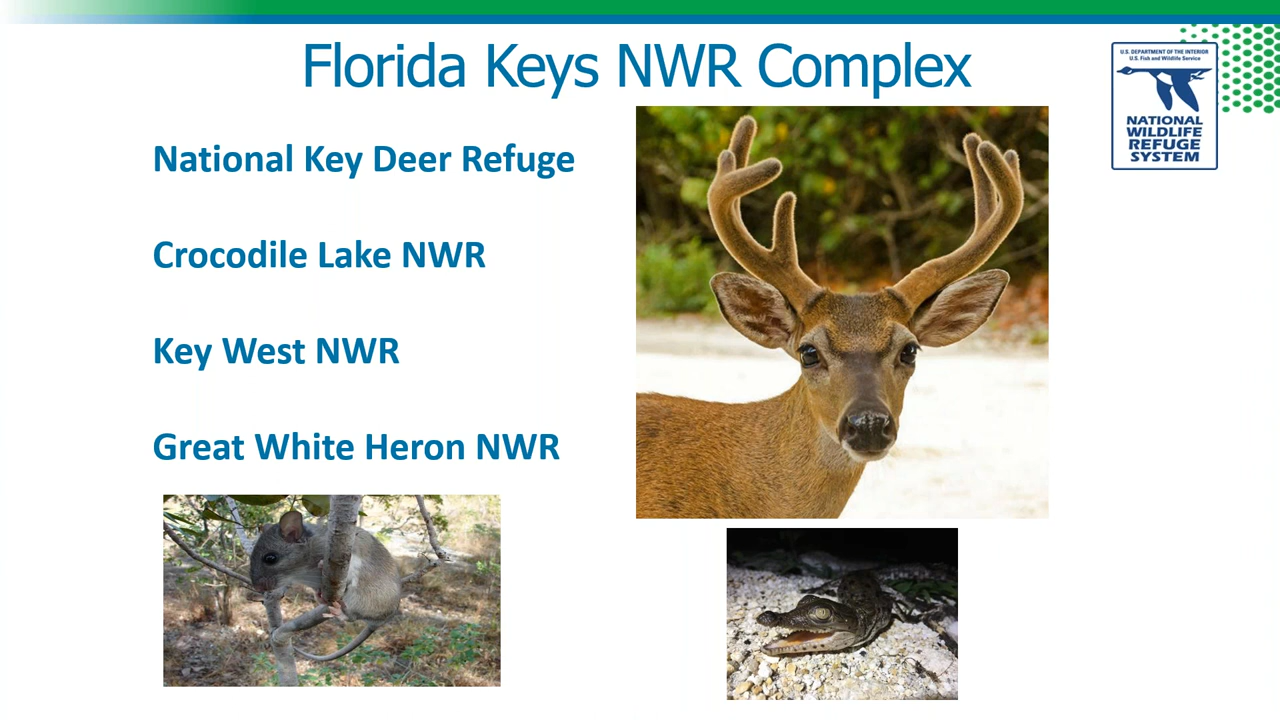 Florida Keys NWR Complex
U.S. DEPARTMENT OF THE INTERIOR
U.S. Fish and Wildlife Service
NATIONAL
WILDLIFE
REFUGE
SYSTEM
National Key Deer Refuge
Crocodile Lake NWR
Key West NWR
Great White Heron NWR